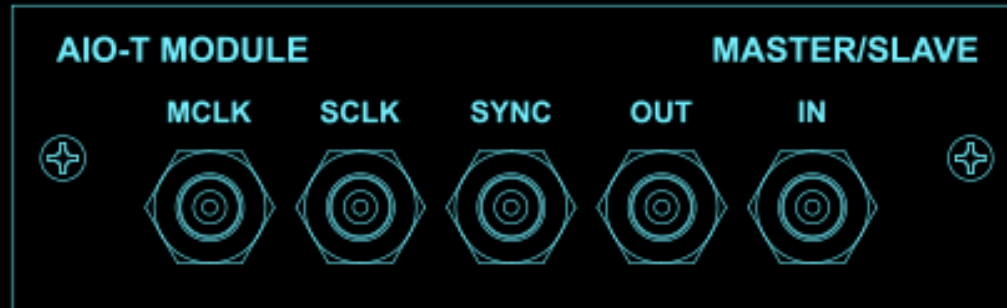 AIO-T MODULE MASTER/SLAVE
MCLK SCLK SYNC OUT IN